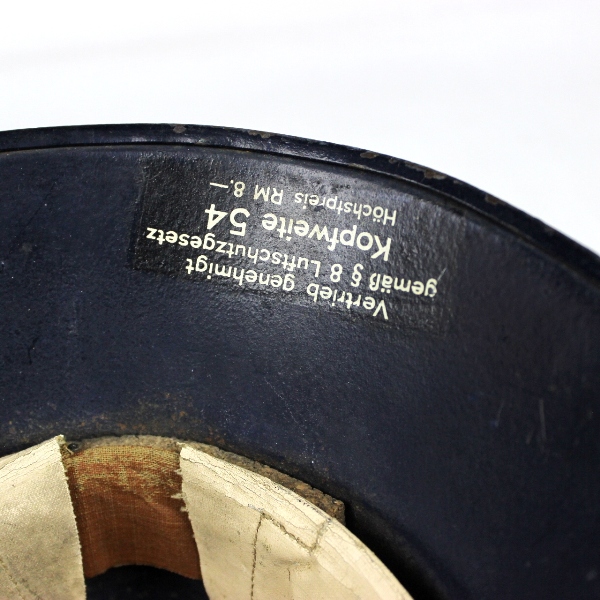 Vertrieb genehmigt
gemäß § 8 Luftschutzgesetz
Kopfweite 54
Höchstpreis RM 8.—